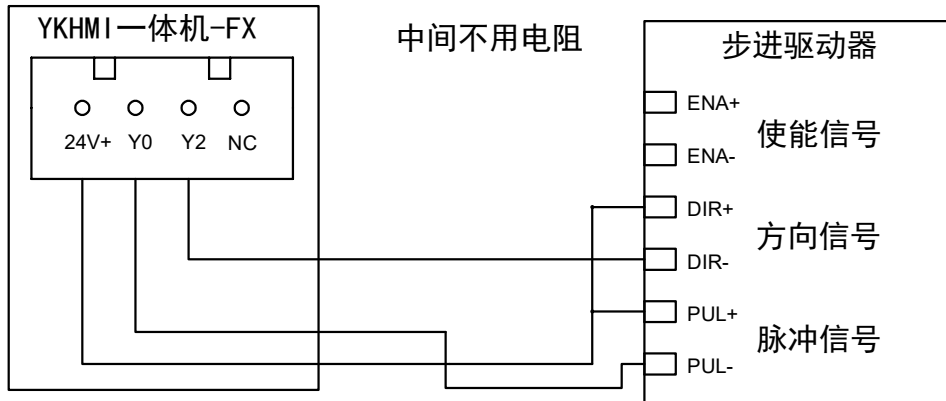 YKHMI一体机-FX
中间不用电阻
步进驱动器
24V+ Y0 Y2 NC
ENA+
使能信号
ENA-
DIR+
方向信号
DIR-
PUL+
脉冲信号
PUL-